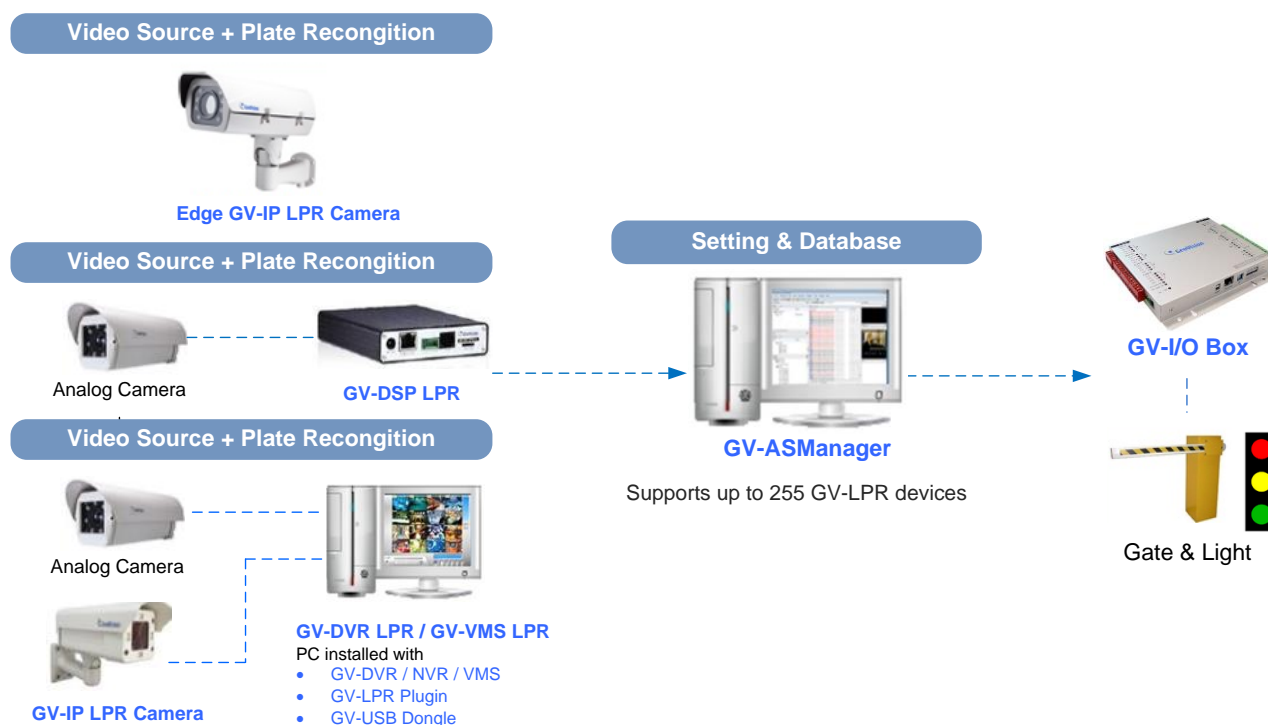 Video Source + Plate Recongition
Edge GV-IP LPR Camera
Video Source + Plate Recongition
Analog Camera
GV-DSP LPR
Video Source + Plate Recongition
Analog Camera
GV-IP LPR Camera
GV-DVR LPR / GV-VMS LPR
PC installed with
• GV-DVR / NVR / VMS
• GV-LPR Plugin
• GV-USB Dongle
Setting & Database
GV-ASManager
Supports up to 255 GV-LPR devices
GV-I/O Box
Gate & Light